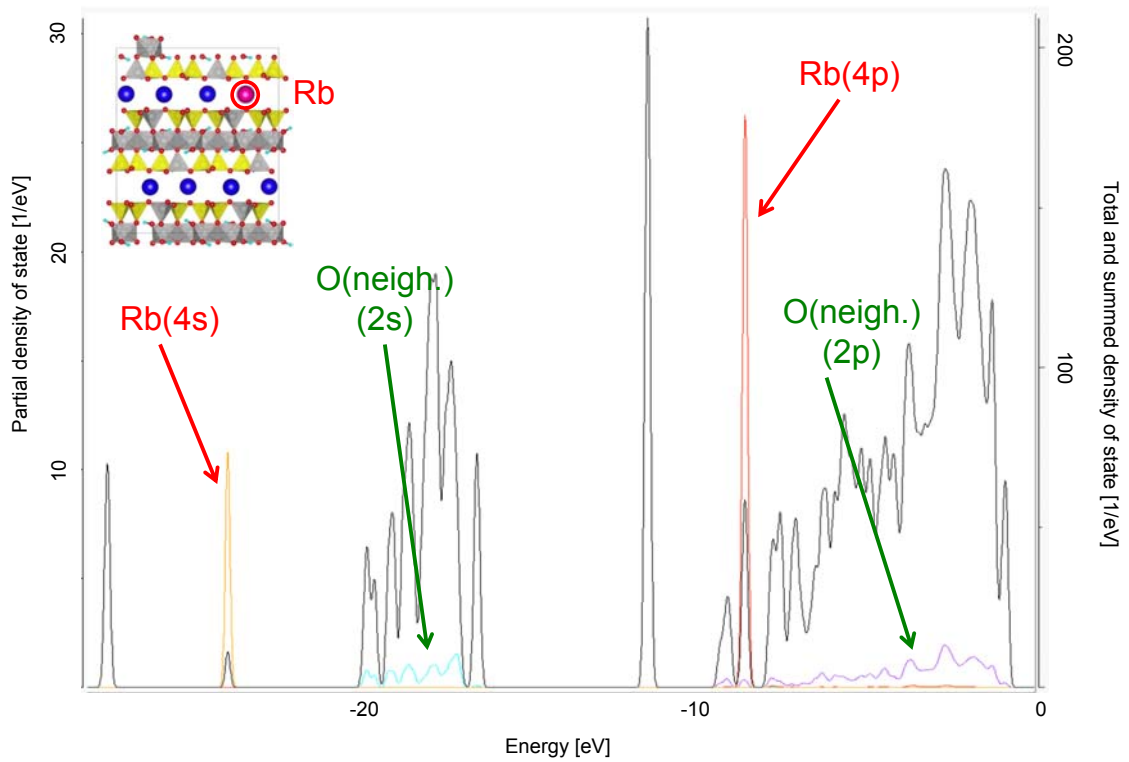 30
20
10
Partial density of state [1/eV]
Rb
Rb(4s)
O(neigh.)
(2s)
Rb(4p)
O(neigh.)
(2p)
200
100
Total and summed density of state [1/eV]
-20
-10
0
Energy [eV]